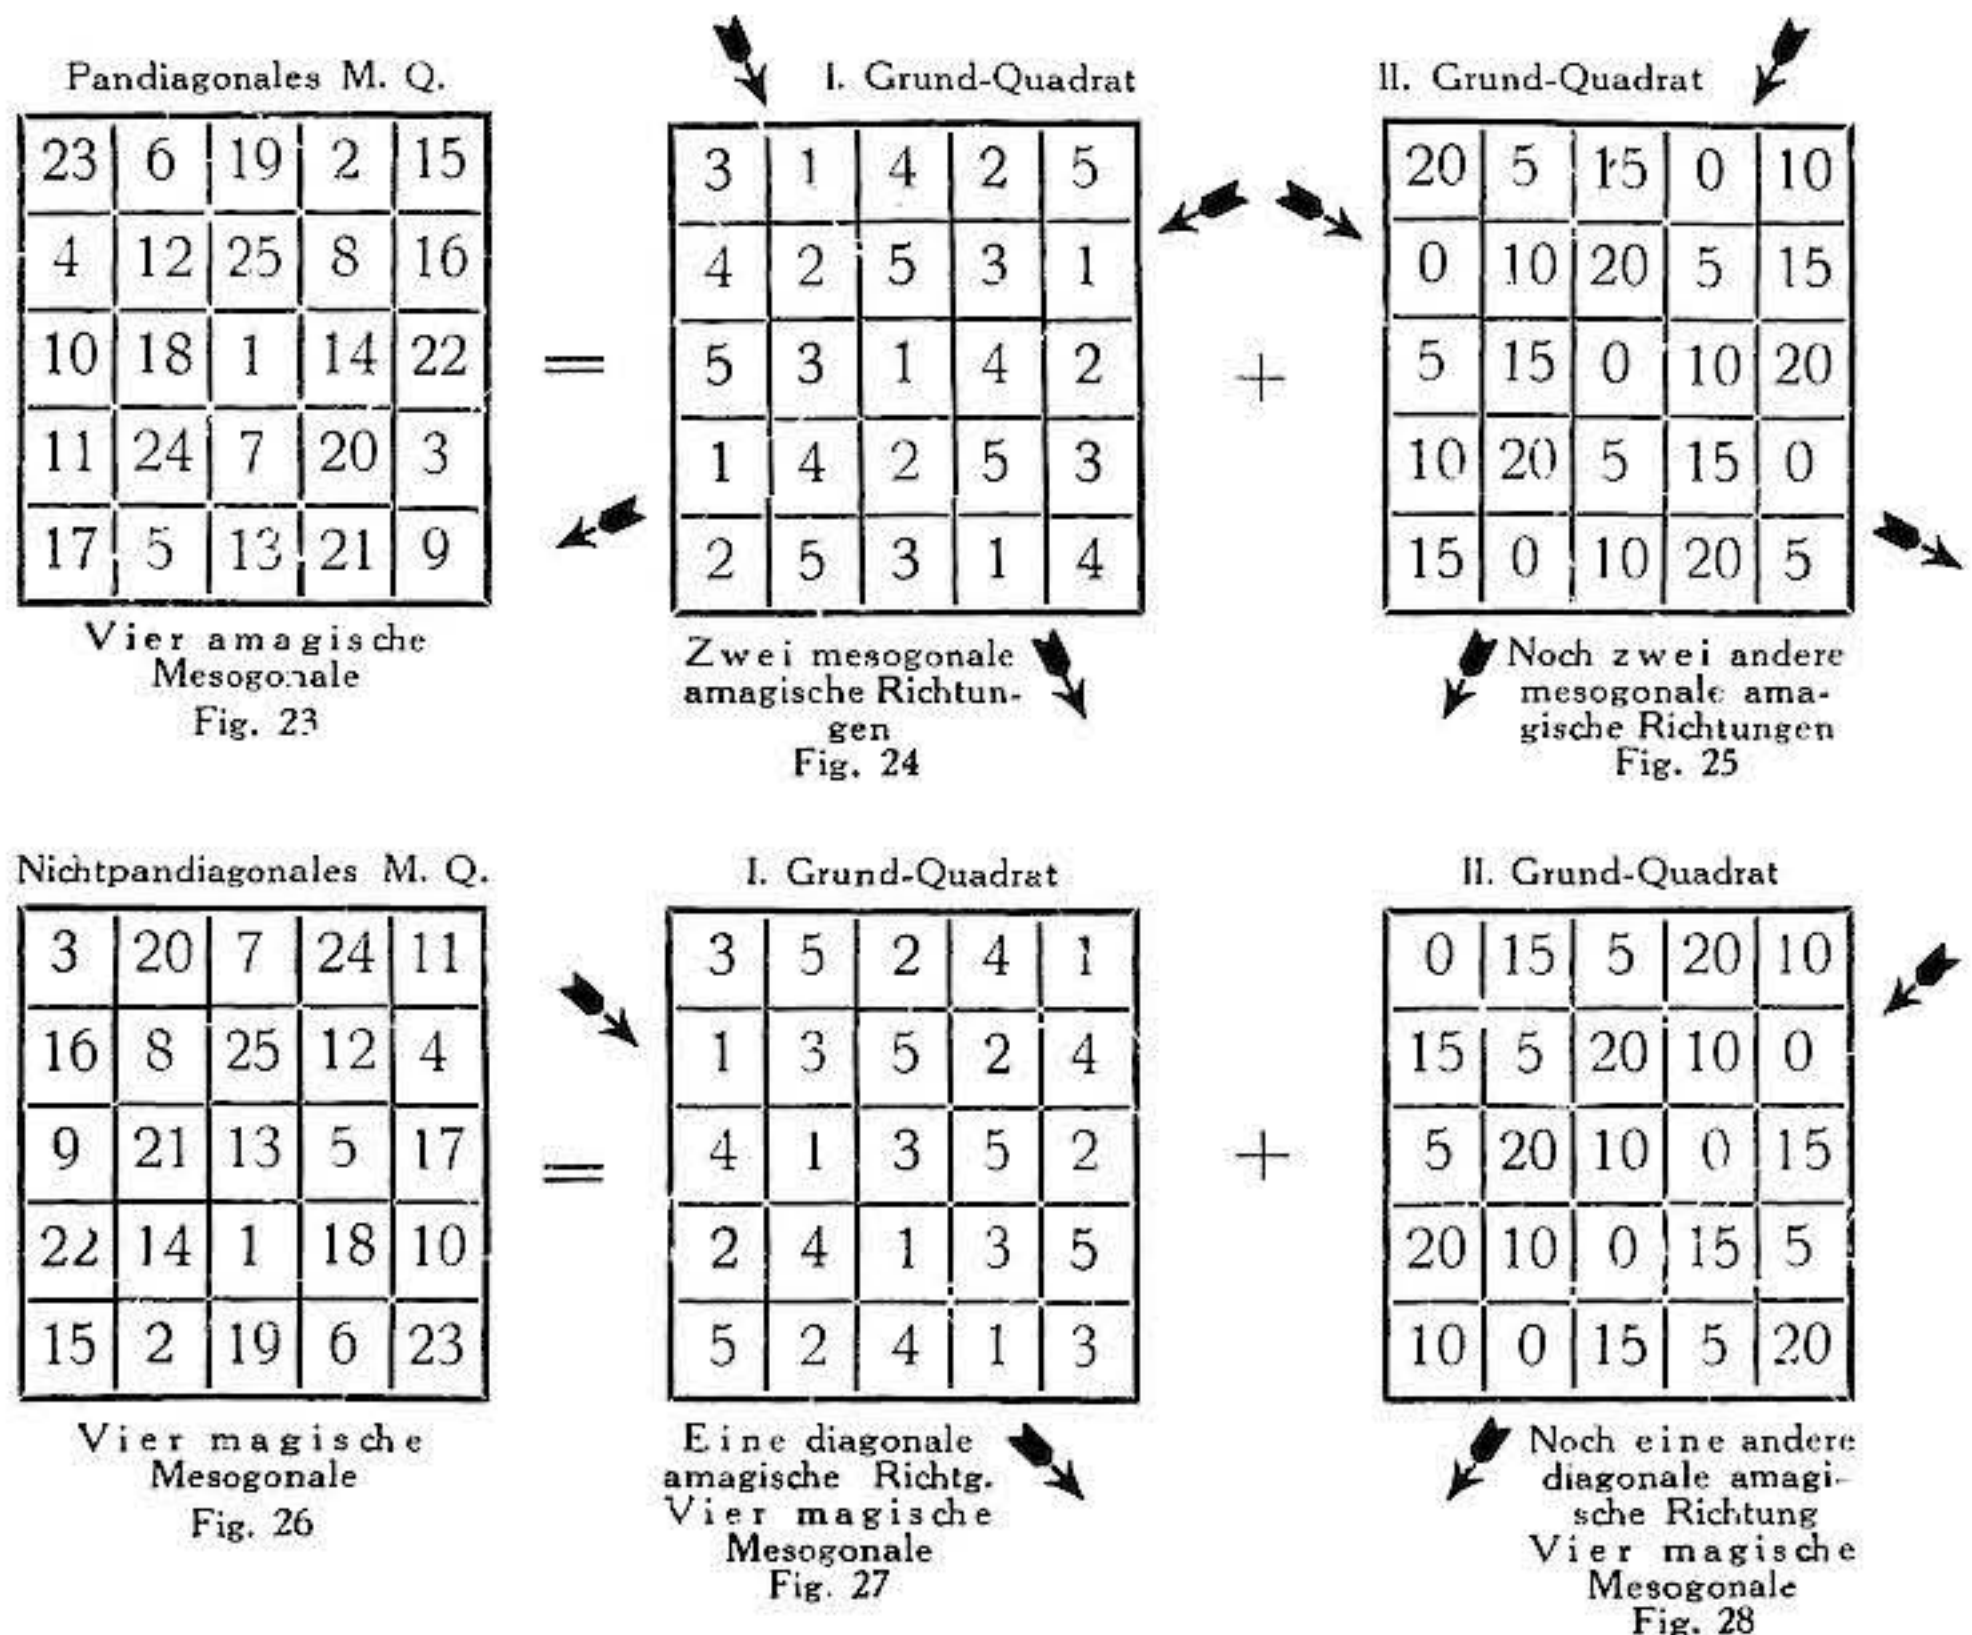 Pandiagonales M. Q.
23 6 19 2 15
4 12 25 8 16
10 18 1 14 22
11 24 7 20 3
17 5 13 21 9
Vier amagische
Mesogonale
Fig. 23
=
I. Grund-Quadrat
3 1 4 2 5
4 2 5 3 1
5 3 1 4 2
1 4 2 5 3
2 5 3 1 4
Zwei mesogonale
amagische Richtun-
gen
Fig. 24
+
II. Grund-Quadrat
20 5 15 0 10
0 10 20 5 15
5 15 0 10 20
10 20 5 15 0
15 0 10 20 5
Noch zwei andere
mesogonale ama-
gische Richtungen
Fig. 25
Nichtpandiagonales M. Q.
3 20 7 24 11
16 8 25 12 4
9 21 13 5 17
22 14 1 18 10
15 2 19 6 23
Vier magische
Mesogonale
Fig. 26
=
I. Grund-Quadrat
3 5 2 4 1
1 3 5 2 4
4 1 3 5 2
2 4 1 3 5
5 2 4 1 3
Eine diagonale
amagische Richtg.
Vier magische
Mesogonale
Fig. 27
+
II. Grund-Quadrat
0 15 5 20 10
15 5 20 10 0
5 20 10 0 15
20 10 0 15 5
10 0 15 5 20
Noch eine andere
diagonale amagi-
sche Richtung
Vier magische
Mesogonale
Fig. 28